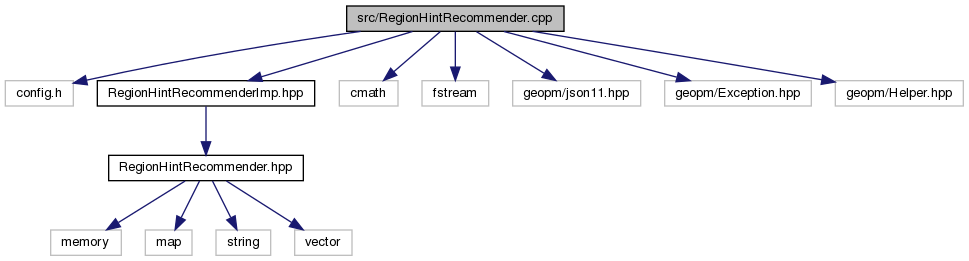 src/RegionHintRecommender.cpp
config.h
RegionHintRecommenderImp.hpp
cmath
fstream
geopm/json11.hpp
geopm/Exception.hpp
geopm/Helper.hpp
RegionHintRecommender.hpp
memory
map
string
vector